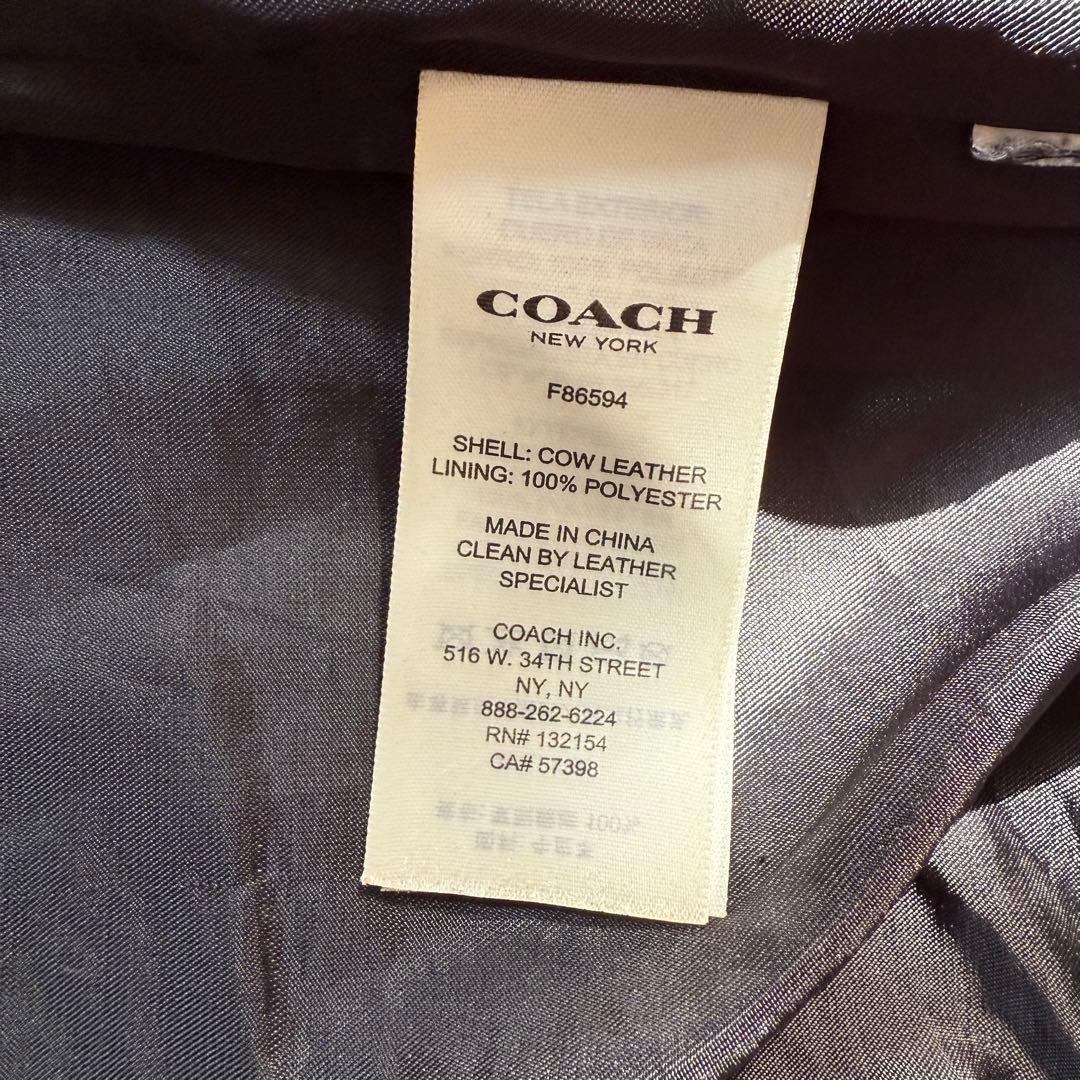 COACH
NEW YORK
F86594
SHELL: COW LEATHER
LINING: 100% POLYESTER
MADE IN CHINA
CLEAN BY LEATHER
SPECIALIST
COACH INC.
516 W. 34TH STREET
NY, NY
888-262-6224
RN# 132154
CA# 57398